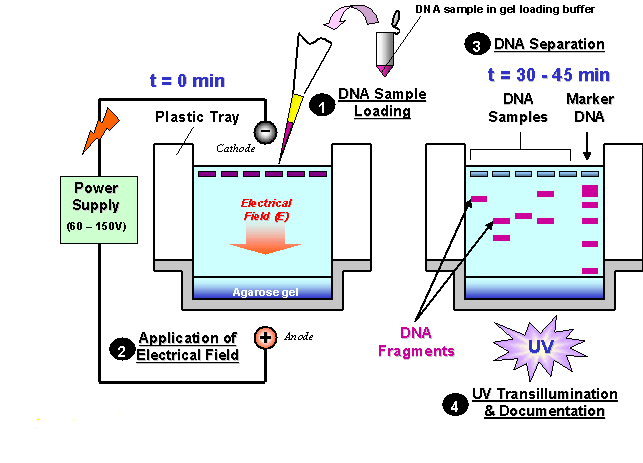 DNA sample in gel loading buffer
t = 0 min
1 DNA Sample
Loading
Plastic Tray
−
Cathode
Power
Supply
(60 – 150V)
Electrical
Field (E)
Agarose gel
2 Application of
Electrical Field
+
Anode
3 DNA Separation
t = 30 - 45 min
DNA
Samples
Marker
DNA
DNA
Fragments
UV
4 UV Transillumination
& Documentation